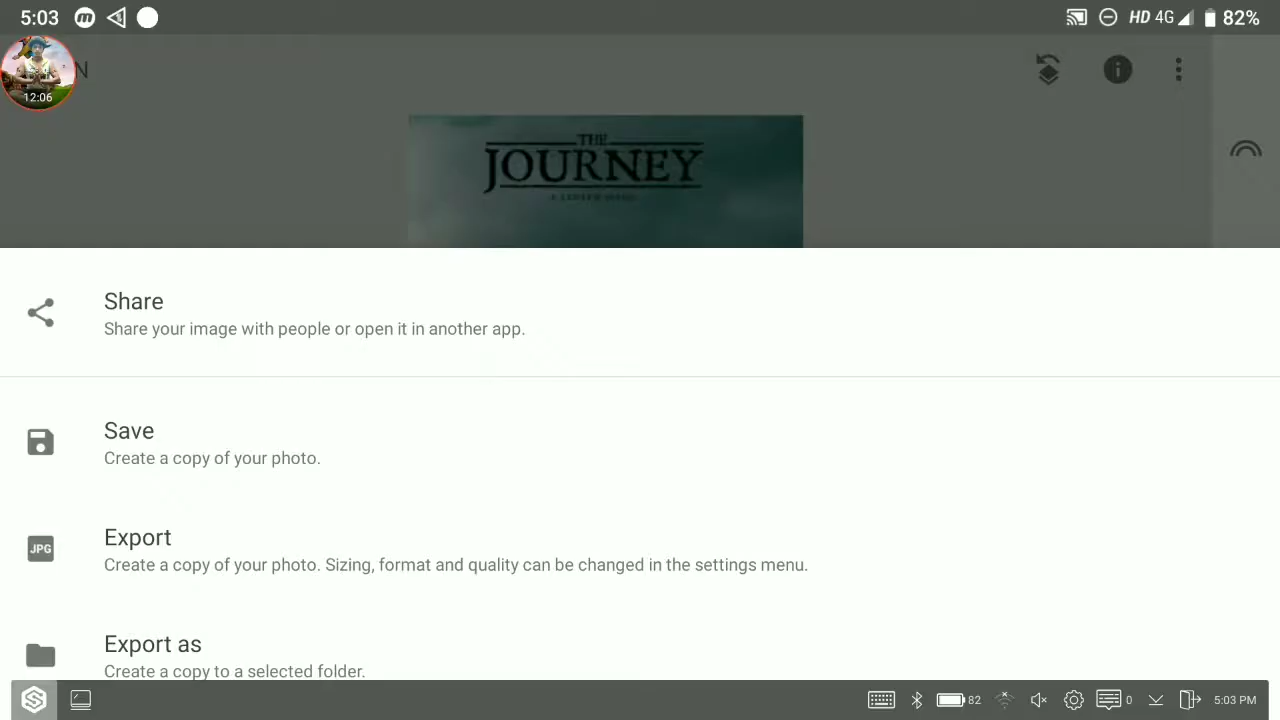 5:03
HD 4G 82%
N
12:06
THE
JOURNEY
Share
Share your image with people or open it in another app.
Save
Create a copy of your photo.
JPG
Export
Create a copy of your photo. Sizing, format and quality can be changed in the settings menu.
Export as
Create a copy to a selected folder.
82 0 5:03 PM